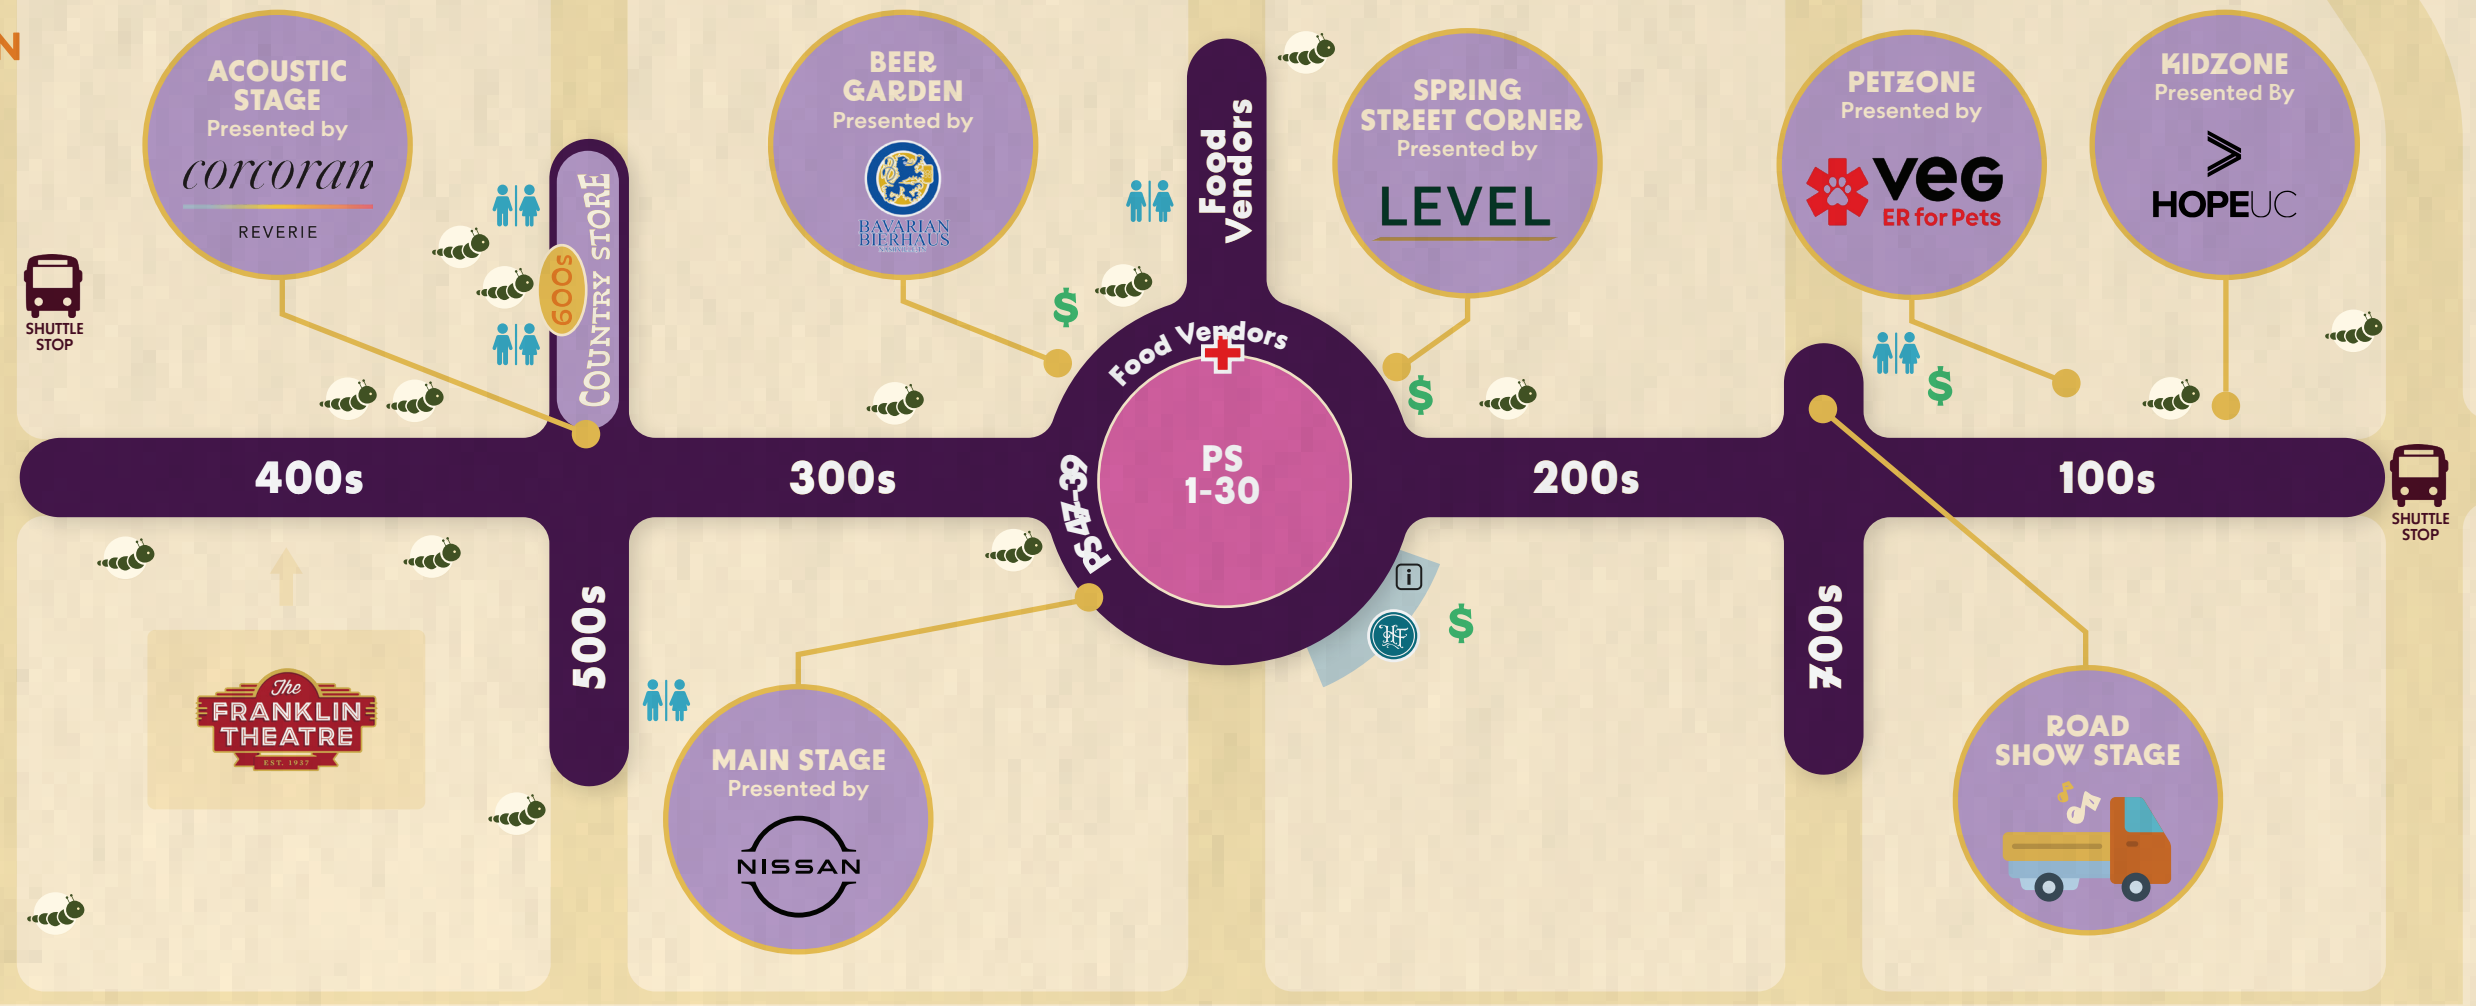 N
ACOUSTIC
STAGE
Presented by
corcoran
REVERIE
BEER
GARDEN
Presented by
BAVARIAN
BIERHAUS
Food
Vendors
SPRING
STREET CORNER
Presented by
LEVEL
PETZONE
Presented by
veG
ER for Pets
KIDZONE
Presented By
HOPEUC
SHUTTLE
STOP
600s
COUNTRY STORE
$
Food Vendors
$
$
400s
300s
PS 47-39
PS
1-30
200s
100s
SHUTTLE
STOP
i
HF
$
500s
700s
The
FRANKLIN
THEATRE
EST. 1937
MAIN STAGE
Presented by
NISSAN
ROAD
SHOW STAGE